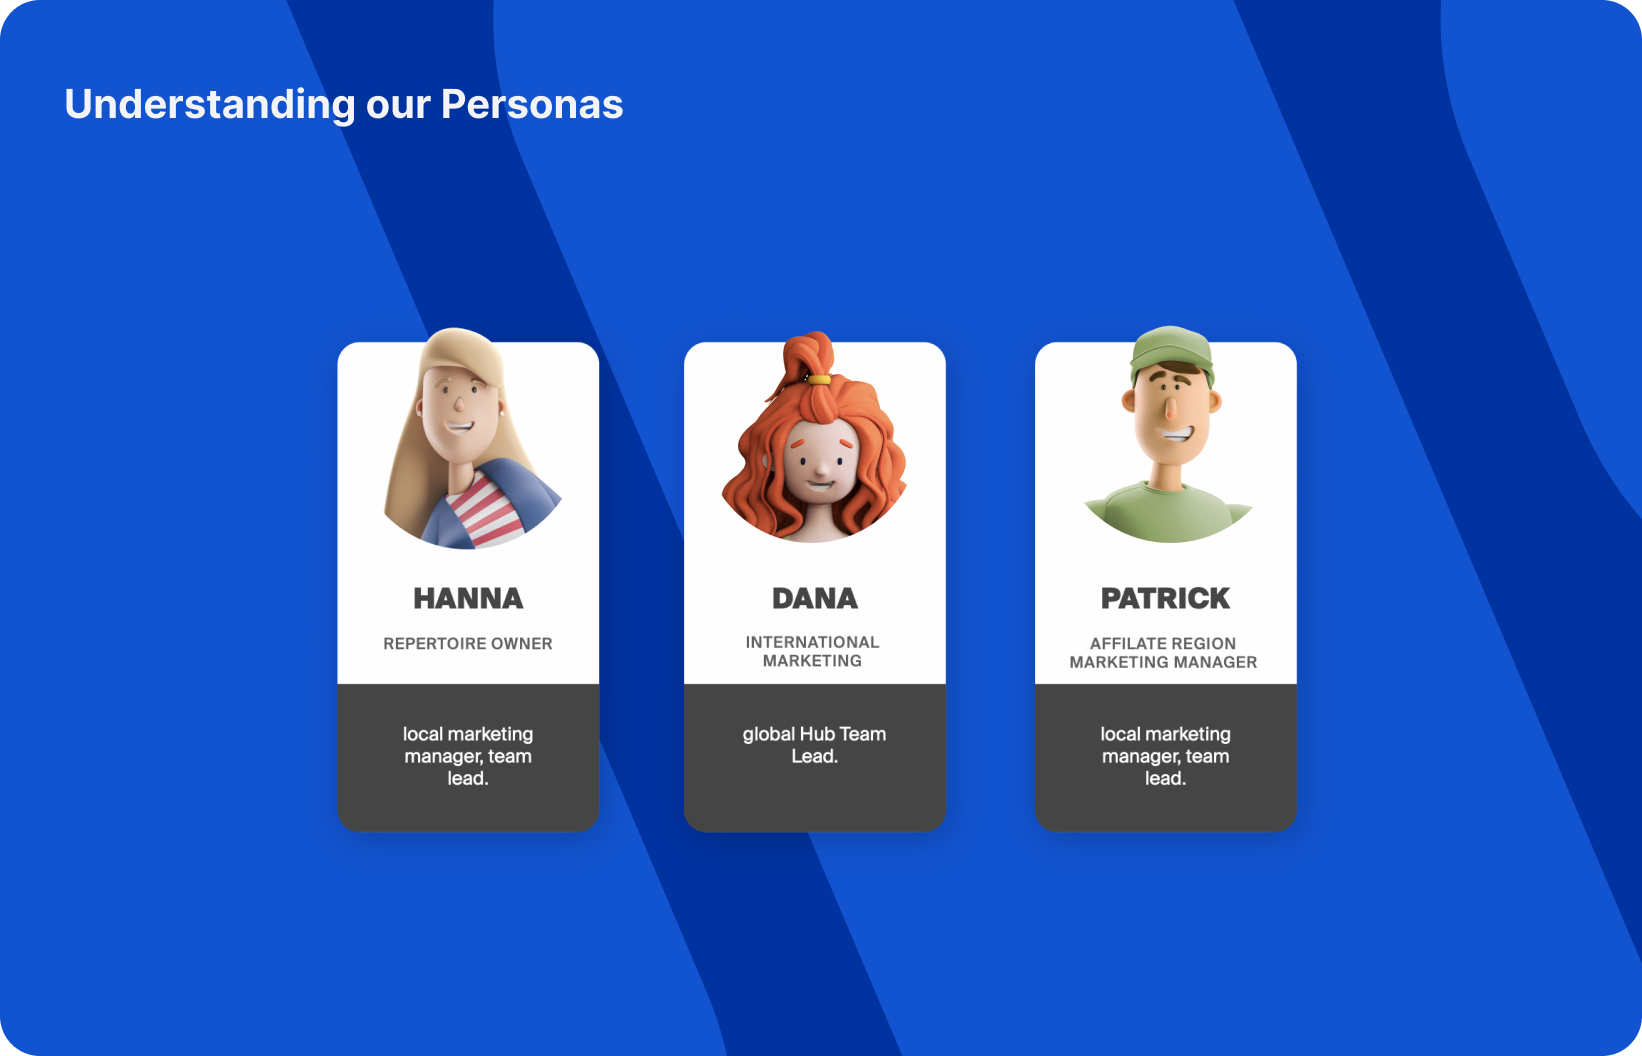 Understanding our Personas
HANNA
REPERTOIRE OWNER
local marketing
manager, team
lead.
DANA
INTERNATIONAL
MARKETING
global Hub Team
Lead.
PATRICK
AFFILATE REGION
MARKETING MANAGER
local marketing
manager, team
lead.